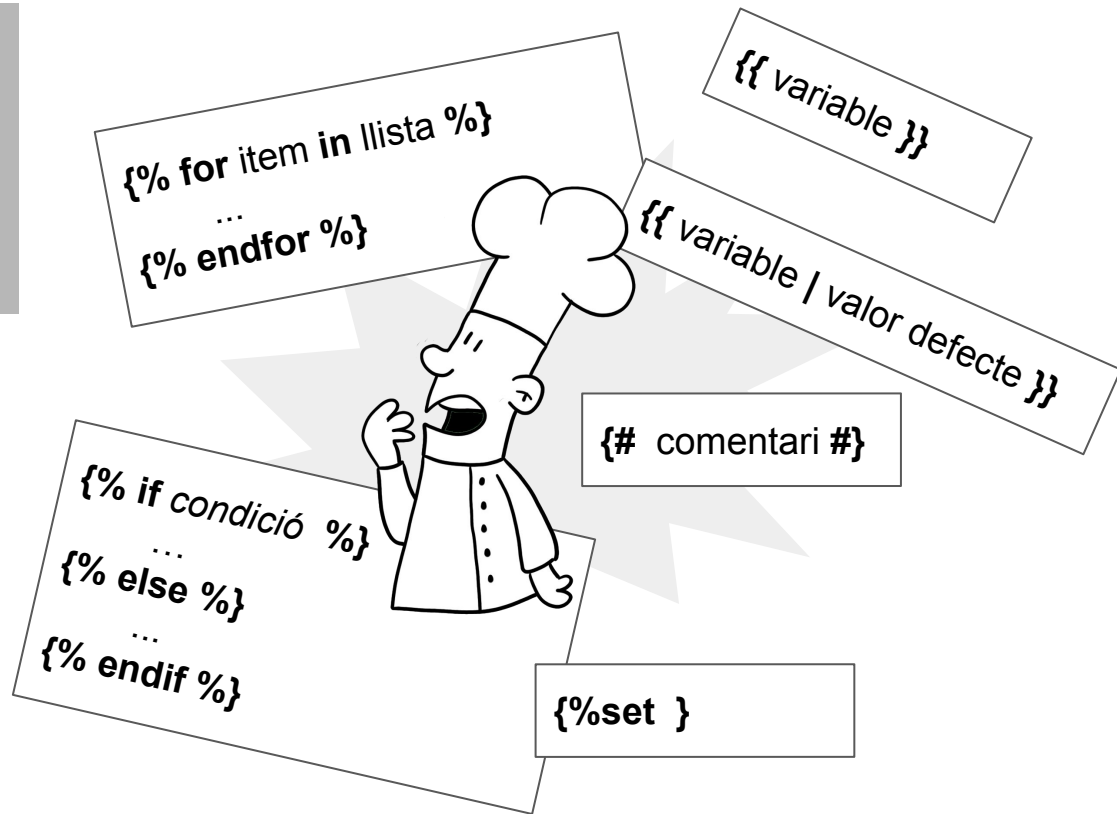 {% for item in llista %}
...
{% endfor %}
{{ variable }}
{{ variable | valor defecte }}
{# comentari #}
{% if condició %}
...
{% else %}
...
{% endif %}
{%set }